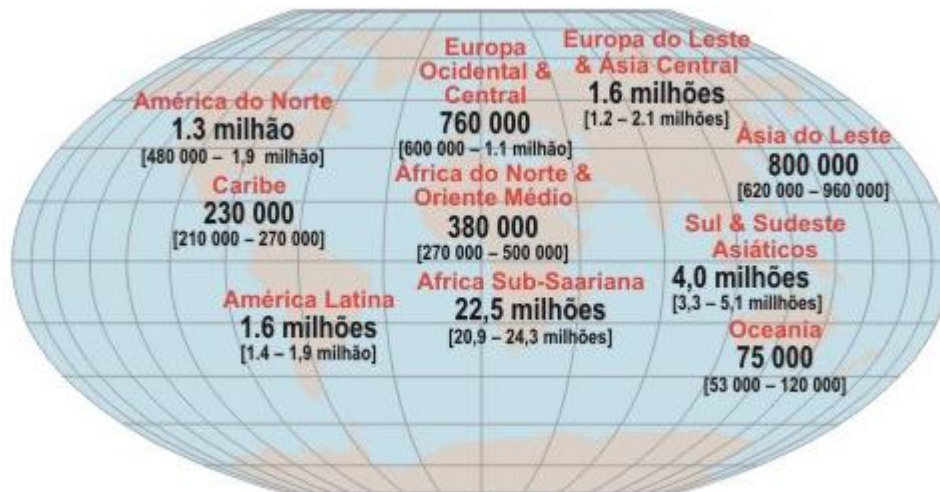 América do Norte
1.3 milhão
[480 000 – 1,9 milhão]
Caribe
230 000
[210 000 – 270 000]
América Latina
1.6 milhões
[1.4 – 1,9 milhão]
Europa
Ocidental &
Central
760 000
[600 000 – 1.1 milhão]
África do Norte &
Oriente Médio
380 000
[270 000 – 500 000]
Africa Sub-Saariana
22,5 milhões
[20,9 – 24,3 milhões]
Europa do Leste
& Ásia Central
1.6 milhões
[1.2 – 2.1 milhões]
Ásia do Leste
800 000
[620 000 – 960 000]
Sul & Sudeste
Asiáticos
4,0 milhões
[3,3 – 5,1 millhões]
Oceania
75 000
[53 000 – 120 000]